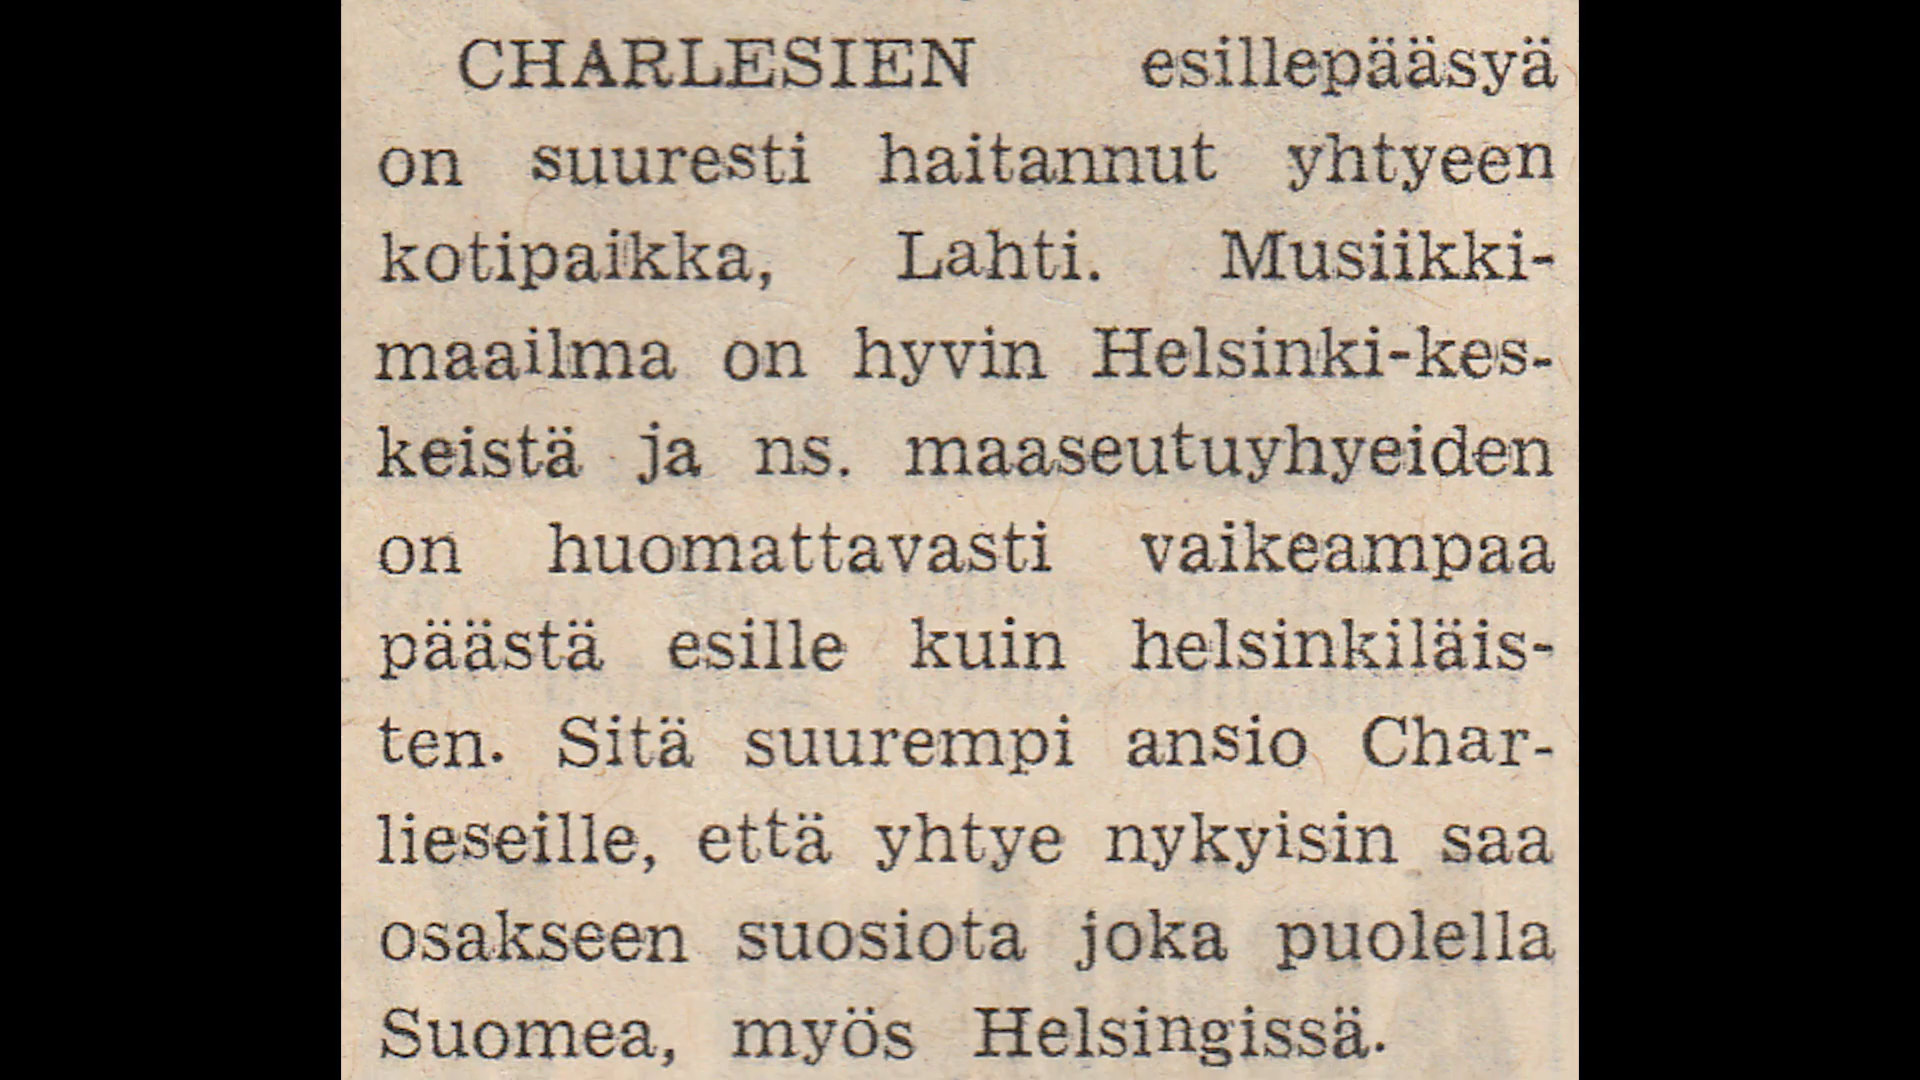 CHARLESIEN esillepääsyä
on suuresti haitannut yhtyeen
kotipaikka, Lahti. Musiikki-
maailma on hyvin Helsinki-kes-
keistä ja ns. maaseutuyhyeiden
on huomattavasti vaikeampaa
päästä esille kuin helsinkiläis-
ten. Sitä suurempi ansio Char-
lieseille, että yhtye nykyisin saa
osakseen suosiota joka puolella
Suomea, myös Helsingissä.